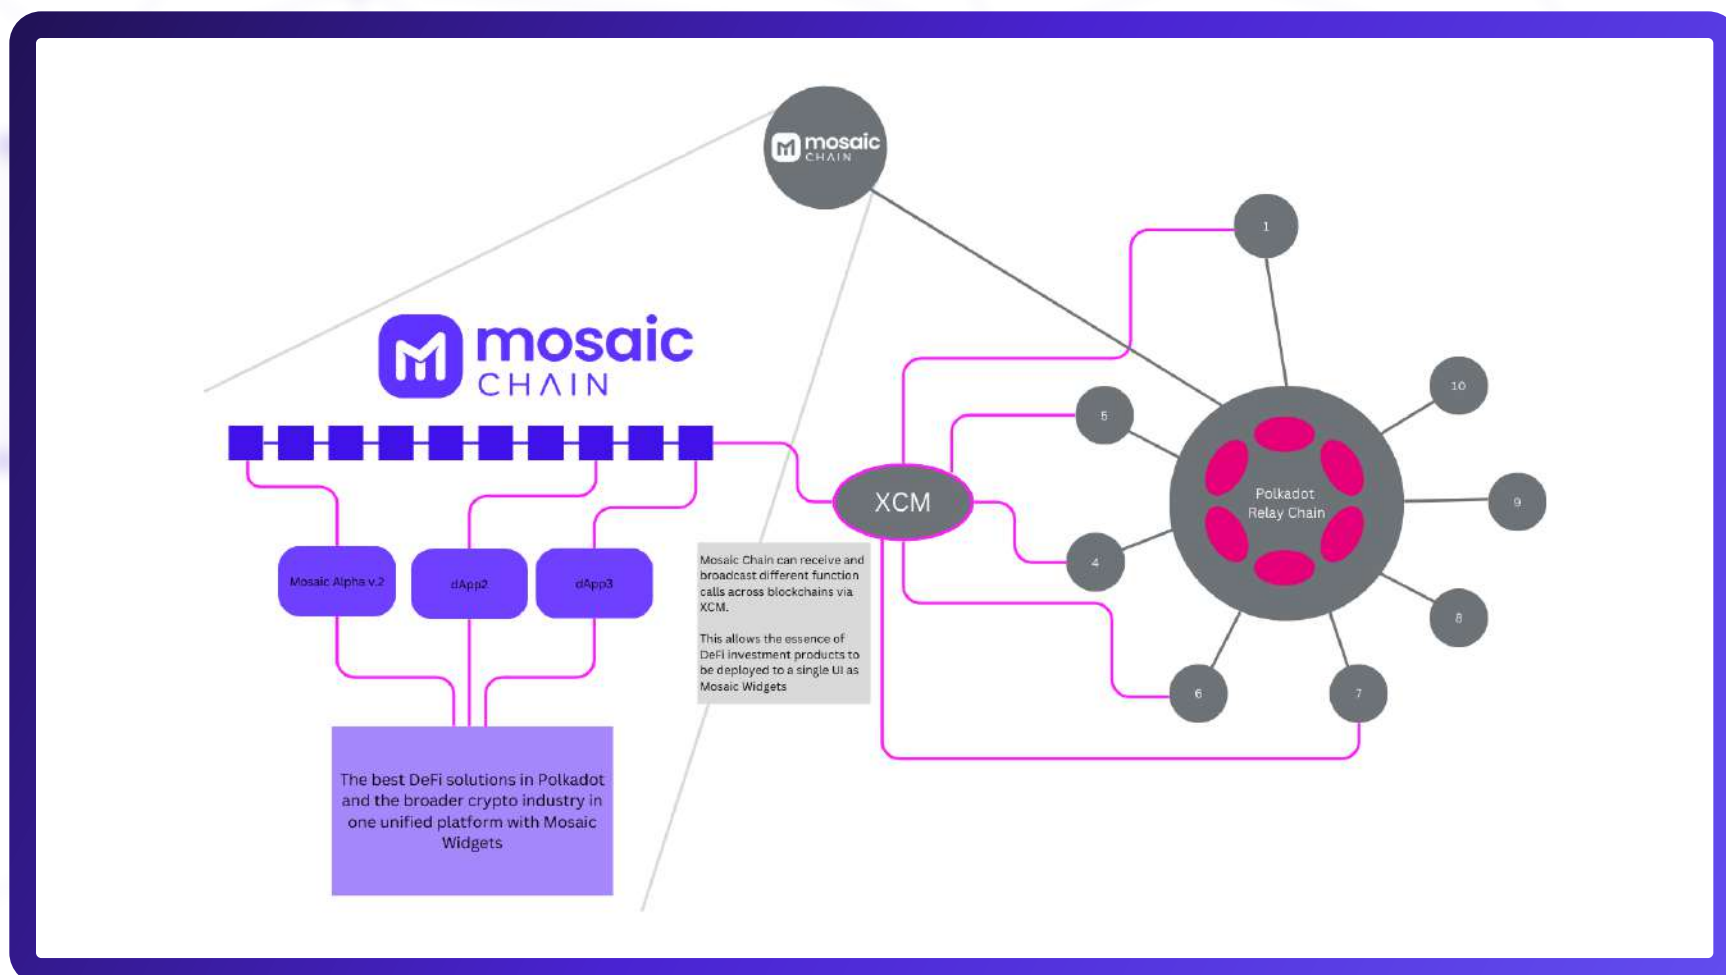 mosaic
CHAIN
1
mosaic
CHAIN
10
5
Polkadot
Relay Chain
9
XCM
Mosaic Chain can receive and
broadcast different function
calls across blockchains via
XCM.
This allows the essence of
DeFi investment products to
be deployed to a single UI as
Mosaic Widgets
4
Mosaic Alpha v.2
dApp2
dApp3
8
6
7
The best DeFi solutions in Polkadot
and the broader crypto industry in
one unified platform with Mosaic
Widgets